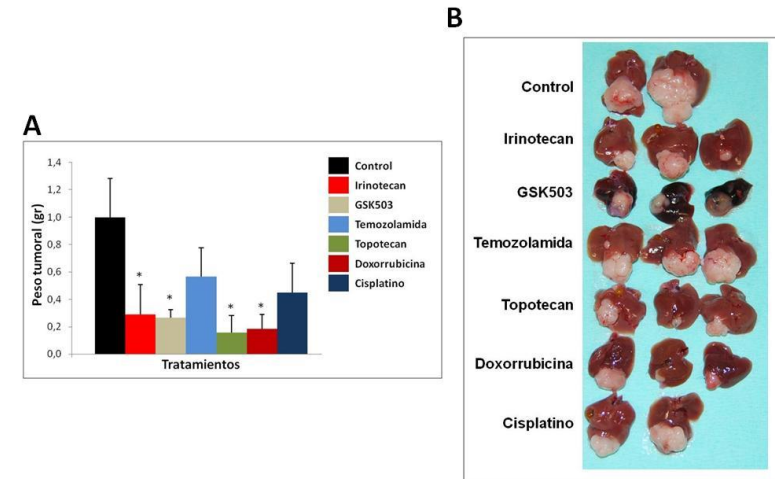 A
Peso tumoral (gr)
1,4
1,2
1,0
0,8
0,6
0,4
0,2
0,0
*
*
*
*
Tratamientos
Control
Irinotecan
GSK503
Temozolamida
Topotecan
Doxorrubicina
Cisplatino
B
Control
Irinotecan
GSK503
Temozolamida
Topotecan
Doxorrubicina
Cisplatino